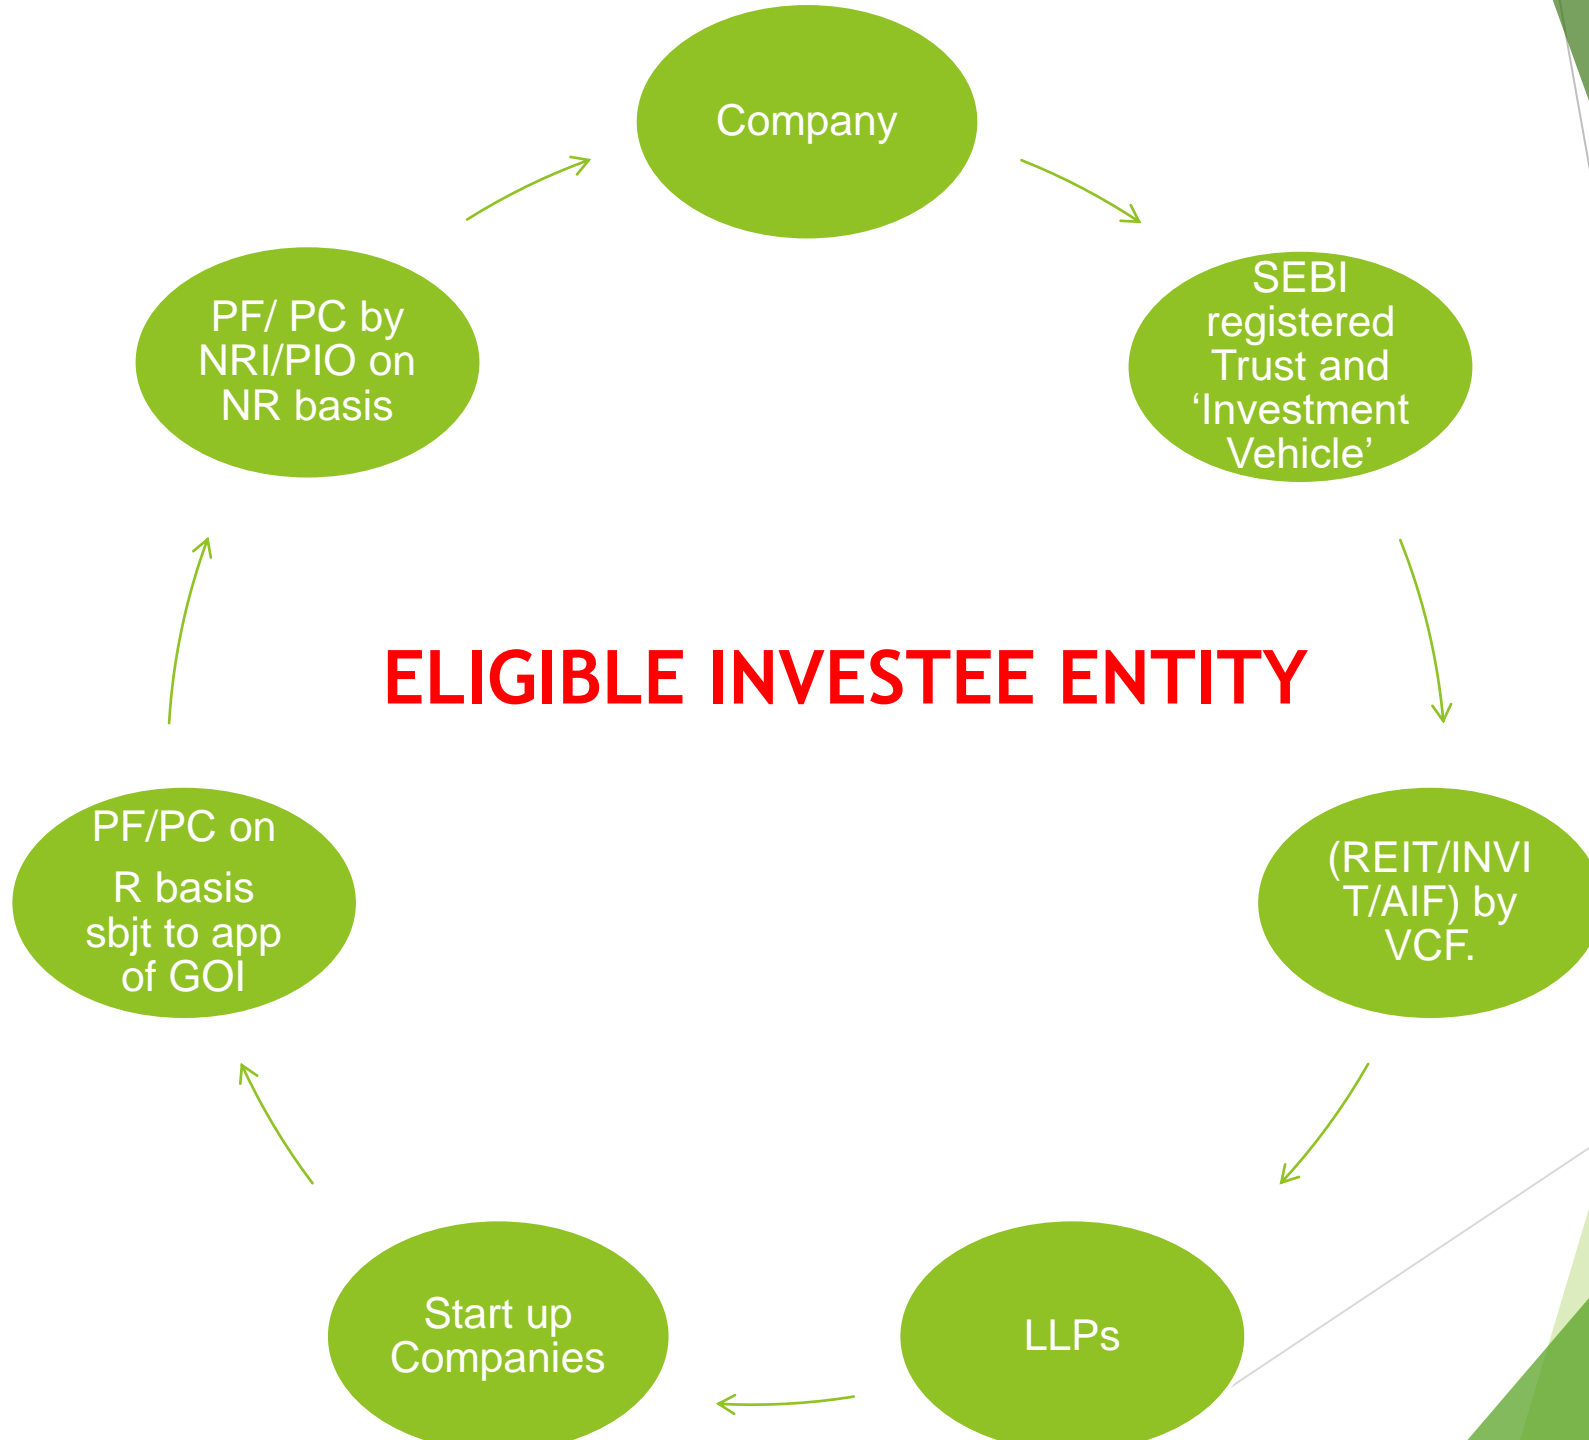 Company
SEBI
registered
Trust and
‘Investment
Vehicle’
(REIT/INVI
T/AIF) by
VCF.
LLPs
Start up
Companies
PF/PC on
R basis
sbjt to app
of GOI
PF/ PC by
NRI/PIO on
NR basis
ELIGIBLE INVESTEE ENTITY